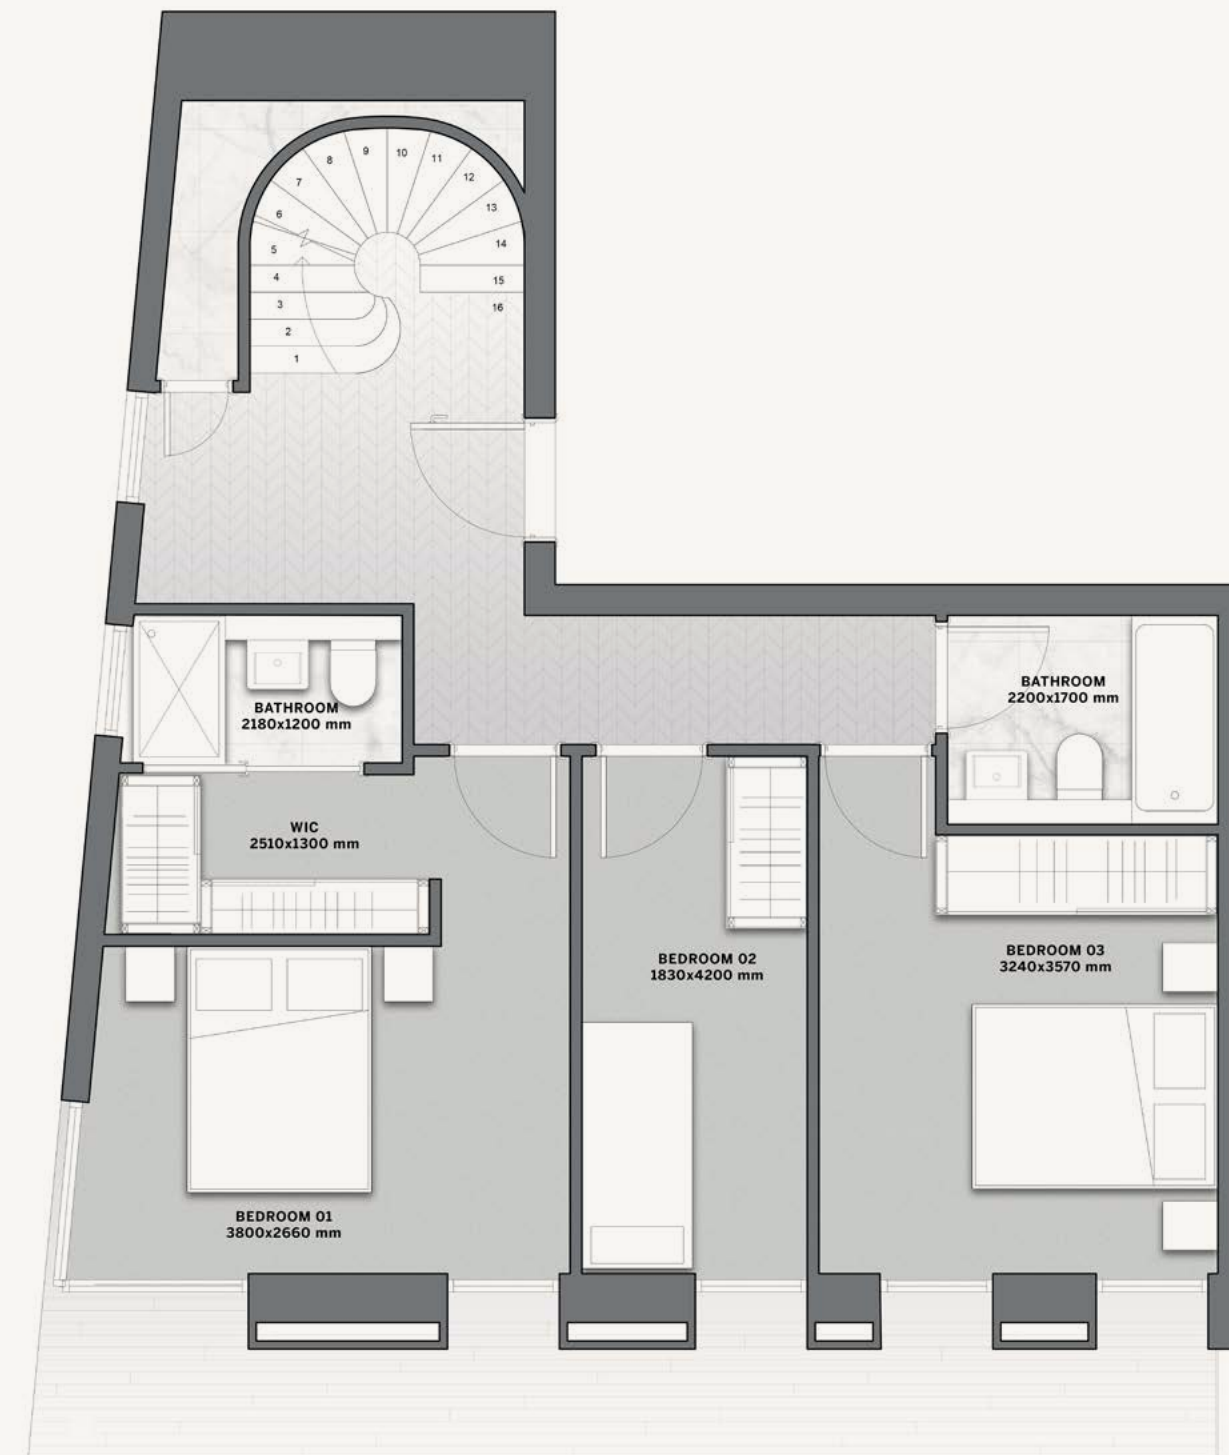 9
10
8
11
7
12
6
13
5
14
4
15
3
16
2
1
BATHROOM
2180x1200 mm
BATHROOM
2200x1700 mm
WIC
2510x1300 mm
BEDROOM 02
1830x4200 mm
BEDROOM 03
3240x3570 mm
BEDROOM 01
3800x2660 mm